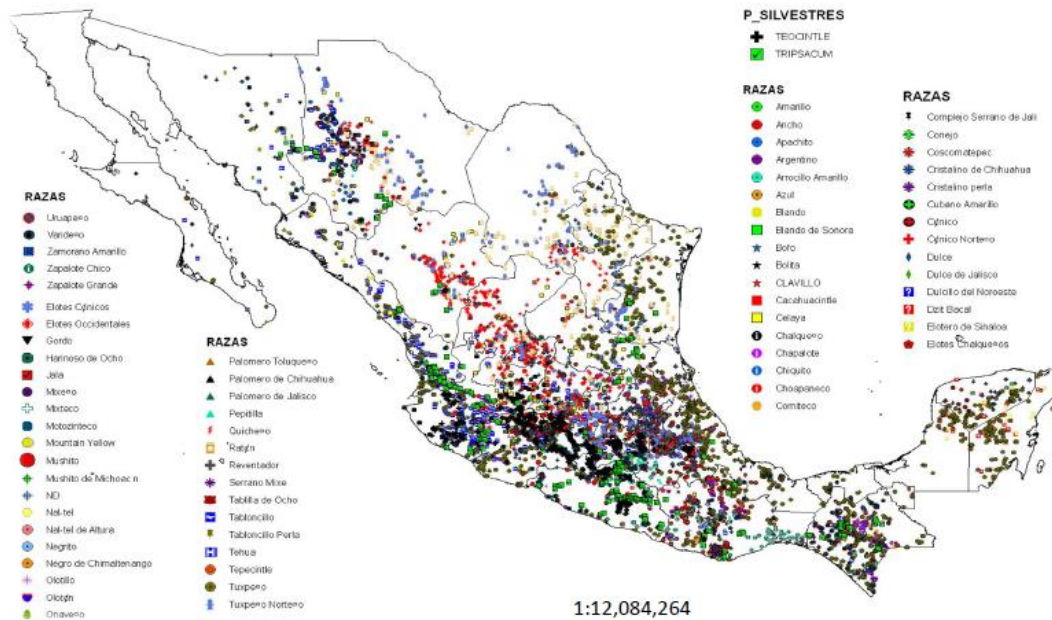 P_SILVESTRES
TEOCINTLE
TRIPSACUM
RAZAS
Amarillo
Ancho
Apachito
Argentino
Arrocillo Amarillo
Azul
Blando
Blando de Sonora
Bofo
Bolita
CLAVILLO
Cacahuacintle
Celaya
Chalqueno
Chapalote
Chiquito
Choapaneco
Comiteco
RAZAS
Complejo Serrano de Jali
Conejo
Coscomatepec
Cristalino de Chihuahua
Cristalino perla
Cubano Amarillo
Cónico
Cónico Norteno
Dulce
Dulce de Jalisco
Dulcillo del Noroeste
Dzit Bacal
Elotero de Sinaloa
Elotes Chalquenos
RAZAS
Uruapeno
Vandeno
Zamorano Amarillo
Zapalote Chico
Zapalote Grande
Elotes Cónicos
Elotes Occidentales
Gordo
Harinoso de Ocho
Jala
Mixeno
Mixteco
Motozinteco
Mountain Yellow
Mushito
Mushito de
ND
Nal-tel
Nal-tel de Altura
Negrito
Negro de Chimaltenango
Olotillo
Olotón
Onaveno
RAZAS
Palomero Toluqueno
Palomero de Chihuahua
Palomero de Jalisco
Pepitilla
Quicheno
Ratón
Reventador
Serrano Mixe
Tablilla de Ocho
Tabloncillo
Tabloncillo Perla
Tehua
Tepecintle
Tuxpeno
Tuxpeno Norteno
1:12,084,264